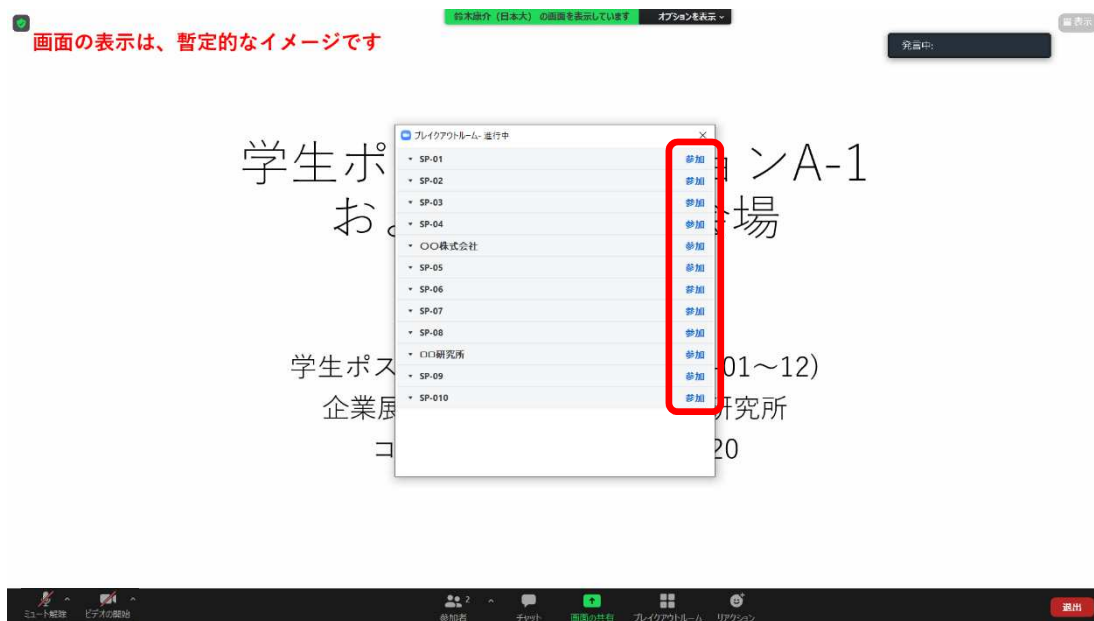 鈴木康介（日本大）の画面を表示しています オプションを表示
表示
画面の表示は、暫定的なイメージです
発言中:
ブレイクアウトルーム- 進行中
学生ポ ョンA-1
およ 会場
SP-01 参加
SP-02 参加
SP-03 参加
SP-04 参加
〇〇株式会社 参加
SP-05 参加
SP-06 参加
SP-07 参加
SP-08 参加
□□研究所 参加
SP-09 参加
SP-010 参加
学生ポス 01～12)
企業展 研究所
コ 20
ミュート解除 ビデオの開始 参加者 2 チャット 画面の共有 ブレイクアウトルーム リアクション 退出